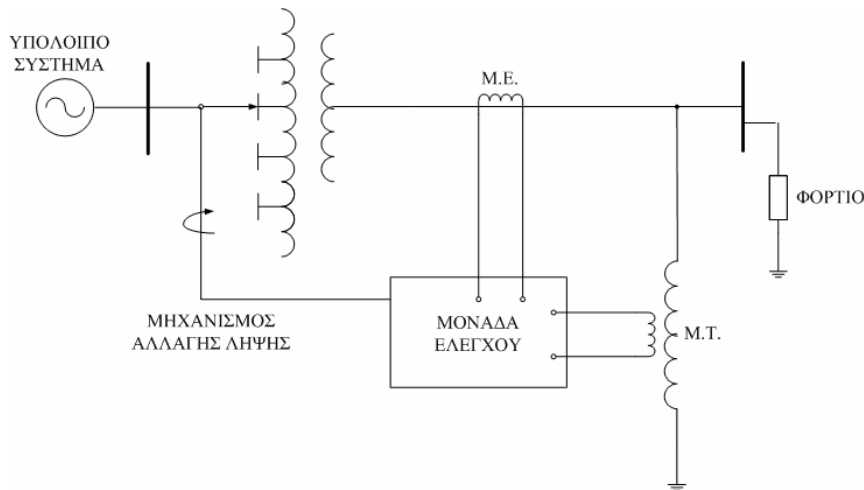 ΥΠΟΛΟΙΠΟ
ΣΥΣΤΗΜΑ
Μ.Ε.
ΦΟΡΤΙΟ
ΜΗΧΑΝΙΣΜΟΣ
ΑΛΛΑΓΗΣ ΛΗΨΗΣ
ΜΟΝΑΔΑ
ΕΛΕΓΧΟΥ
Μ.Τ.